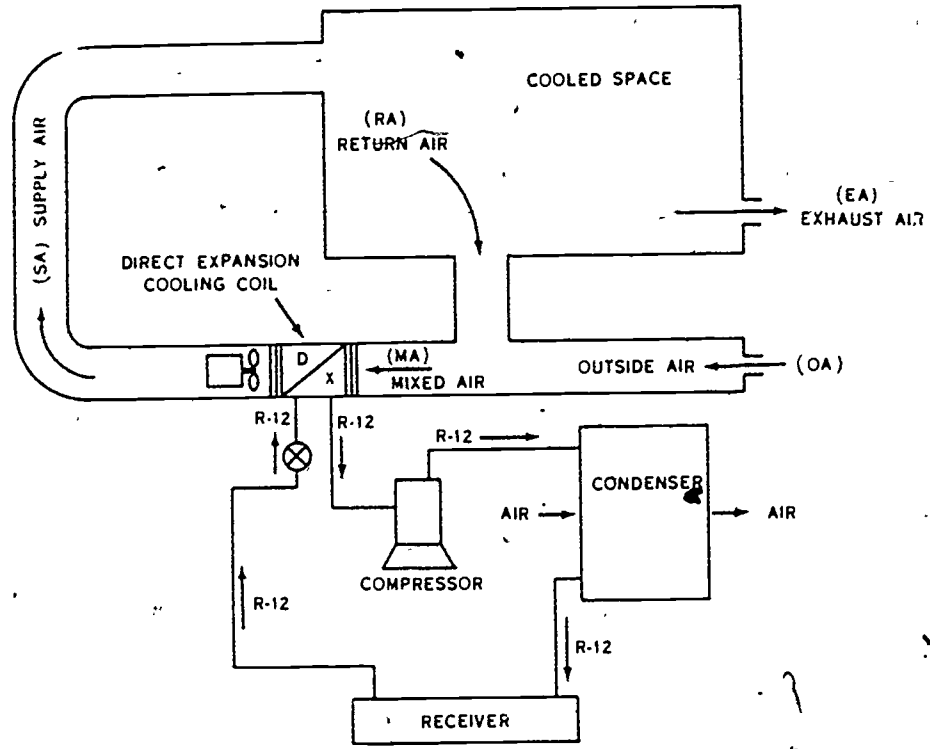 COOLED SPACE
(RA)
RETURN AIR
(SA) SUPPLY AIR
(EA)
EXHAUST AIR
DIRECT EXPANSION
COOLING COIL
D
X
(MA)
MIXED AIR
OUTSIDE AIR
(OA)
R-12
R-12
R-12
CONDENSER
AIR
AIR
COMPRESSOR
R-12
R-12
RECEIVER